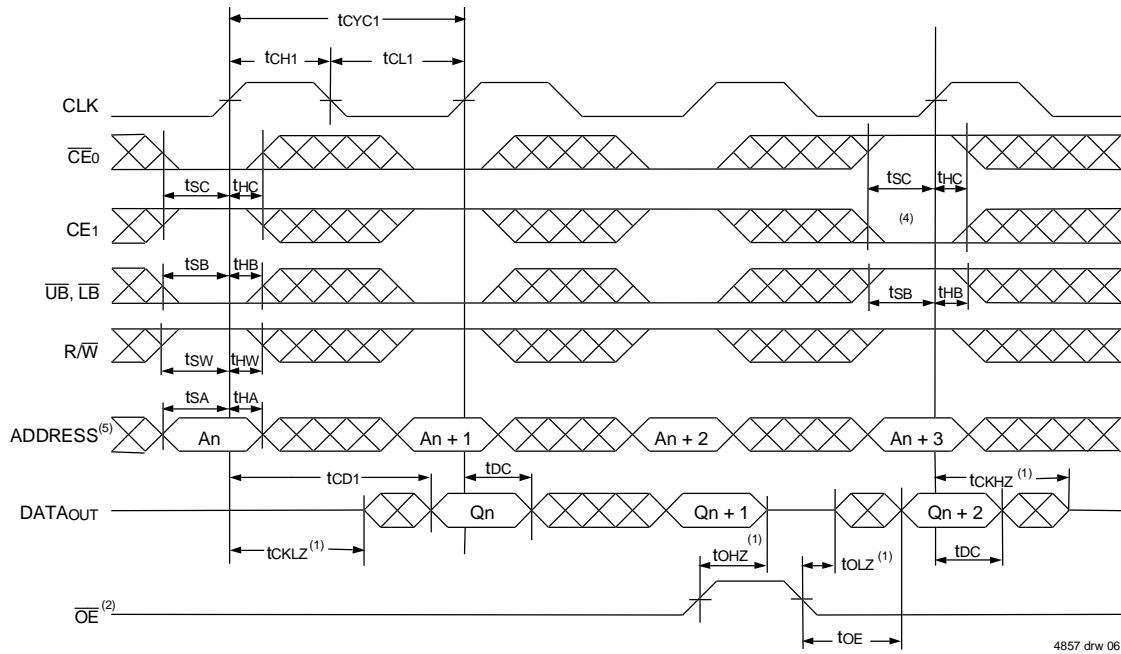 tCYC1
tCH1
tCL1
CLK
CE0
tSC
tHC
tSC
tHC
CE1
(4)
tSB
tHB
UB, LB
tSB
tHB
R/W
tSW
tHW
tSA
tHA
ADDRESS(5)
An
An + 1
An + 2
An + 3
tCD1
tDC
tCKHZ (1)
DATAOUT
Qn
Qn + 1
Qn + 2
tCKLZ (1)
tOHZ (1)
tOLZ (1)
tDC
OE (2)
tOE
4857 drw 06